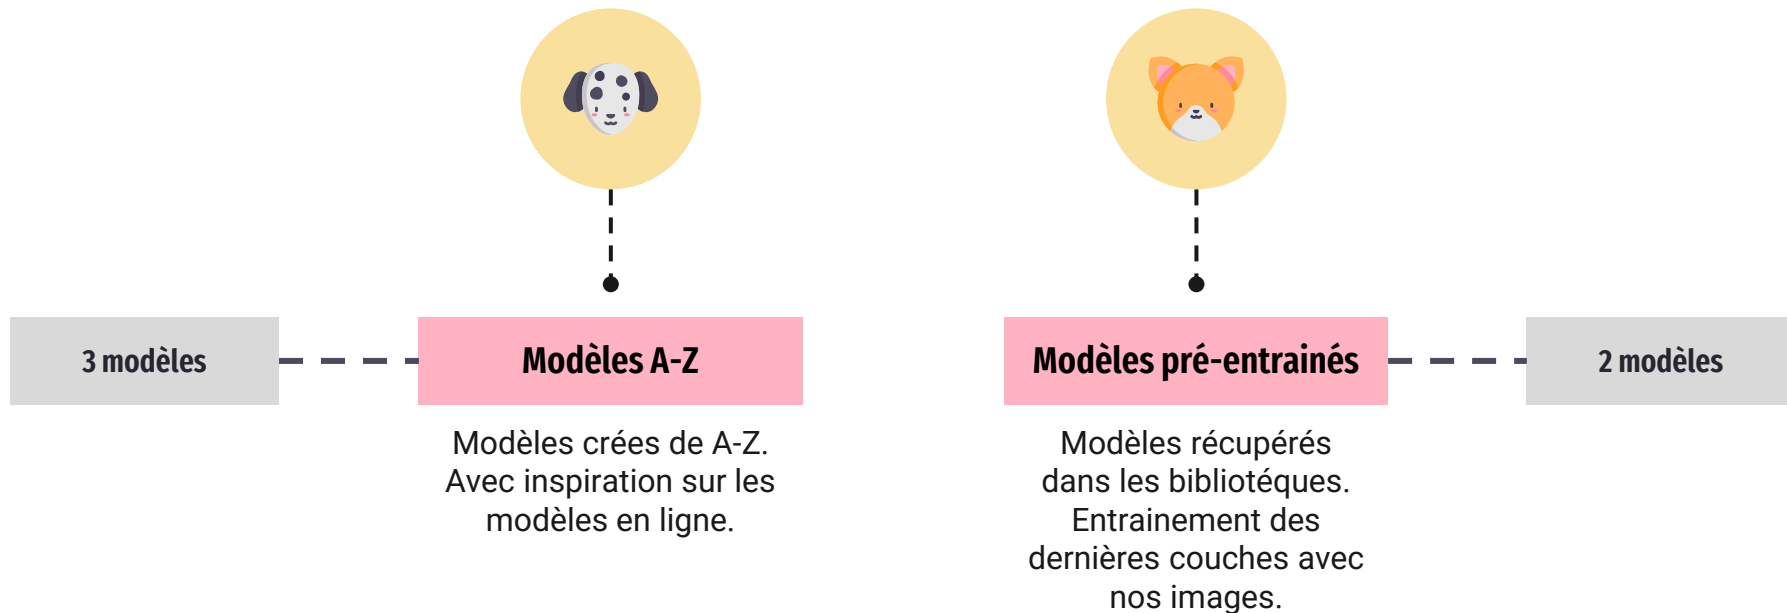 3 modèles
Modèles A-Z
Modèles crées de A-Z.
Avec inspiration sur les
modèles en ligne.
Modèles pré-entrainés
Modèles récupérés
dans les bibliotéques.
Entrainement des
dernières couches avec
nos images.
2 modèles